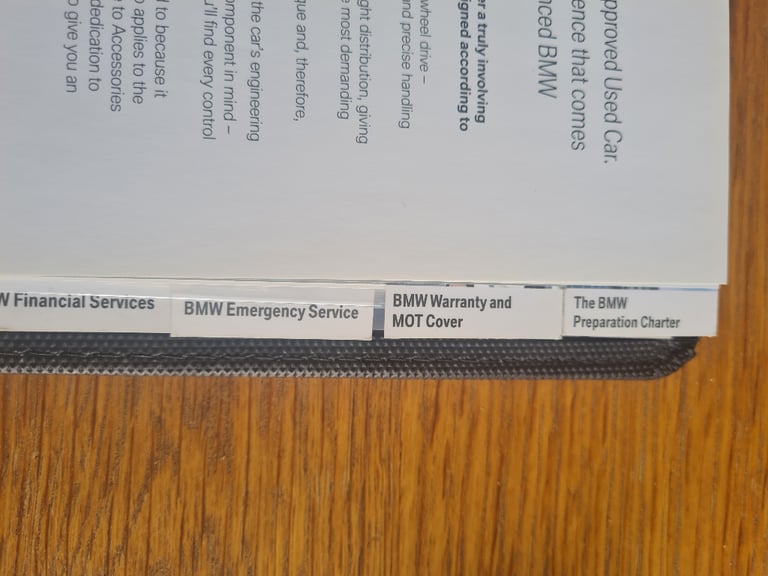 pproved Used Car.
ence that comes
nced BMW
er a truly involving
igned according to
wheel drive –
nd precise handling
ght distribution, giving
e most demanding
que and, therefore,
the car's engineering
omponent in mind –
u'll find every control
d to because it
o applies to the
e to Accessories
dedication to
o give you an
W Financial Services
BMW Emergency Service
BMW Warranty and
MOT Cover
The BMW
Preparation Charter